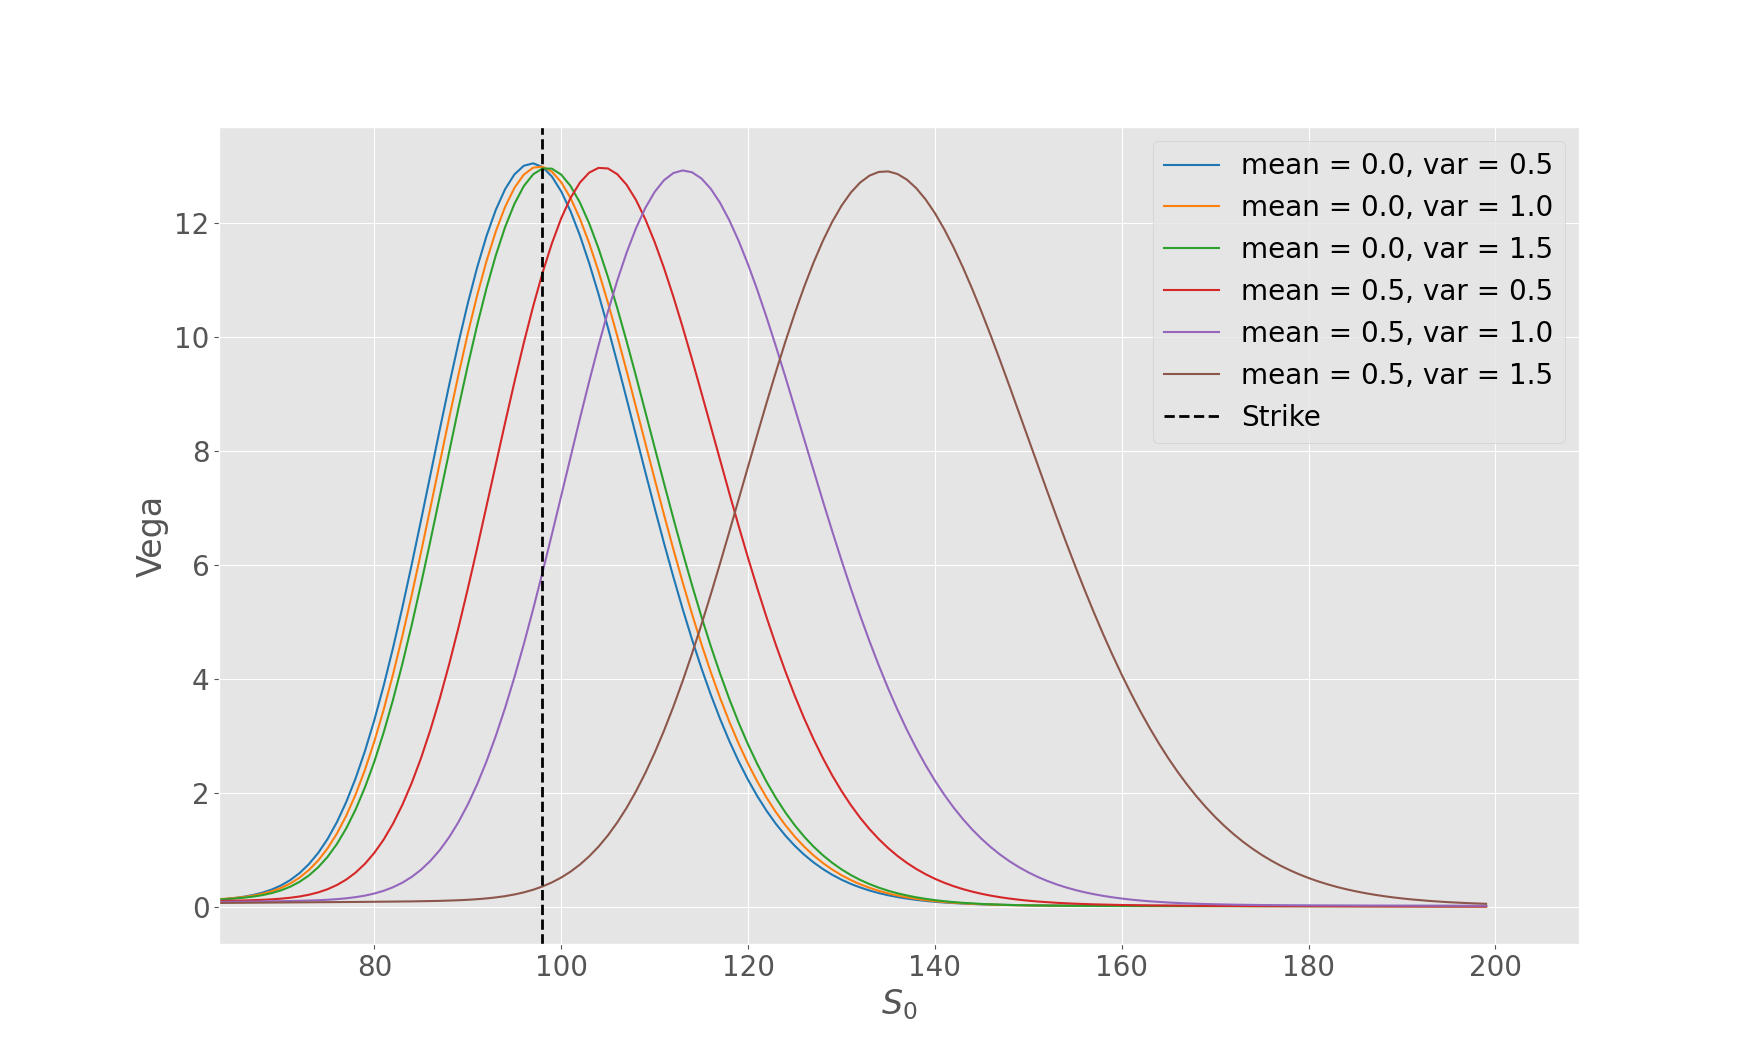 mean = 0.0, var = 0.5
mean = 0.0, var = 1.0
mean = 0.0, var = 1.5
mean = 0.5, var = 0.5
mean = 0.5, var = 1.0
mean = 0.5, var = 1.5
Strike
12
10
8
6
4
2
0
Vega
80 100 120 140 160 180 200
S₀